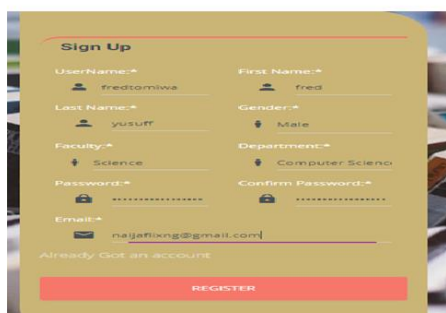 Sign Up
UserName:* First Name:*
fredtomiwa fred
Last Name:* Gender:*
yusuff Male
Faculty:* Department:*
Science Computer Scienc
Password:* Confirm Password:*
Email:*
naijaflixng@gmail.com
Already Got an account
REGISTER